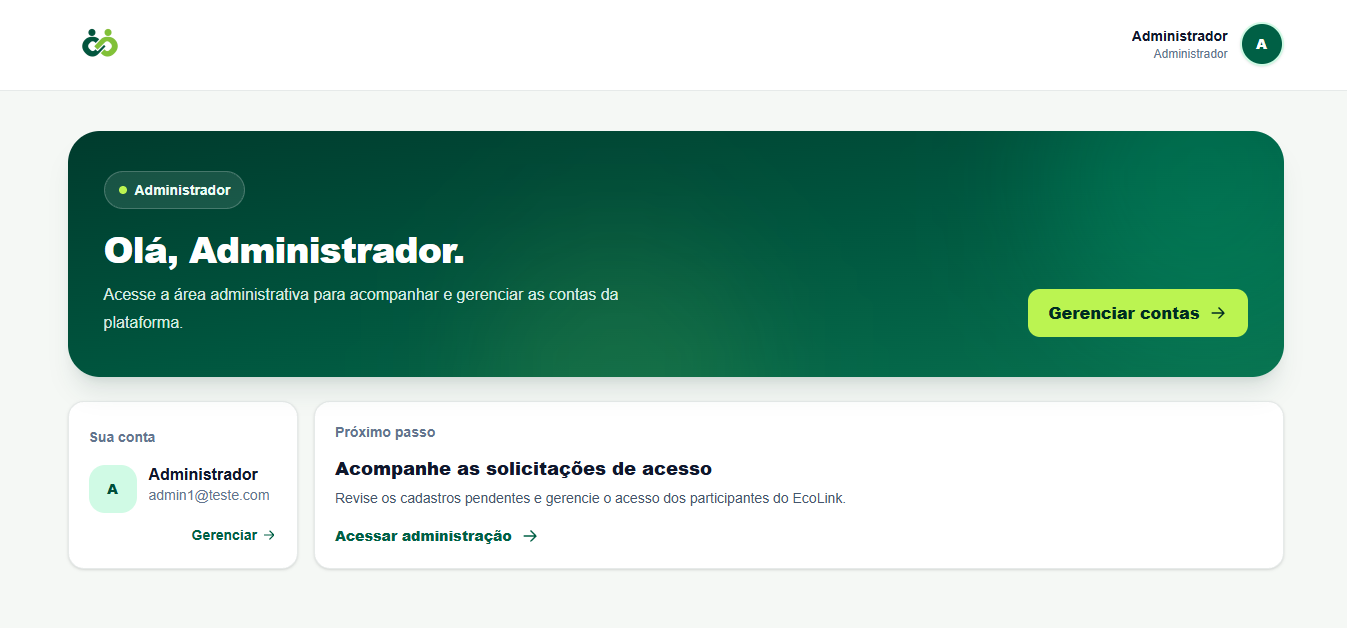 Administrador
Administrador
A
Administrador
Olá, Administrador.
Acesse a área administrativa para acompanhar e gerenciar as contas da
plataforma.
Gerenciar contas →
Sua conta
A
Administrador
admin1@teste.com
Gerenciar →
Próximo passo
Acompanhe as solicitações de acesso
Revise os cadastros pendentes e gerencie o acesso dos participantes do EcoLink.
Acessar administração →